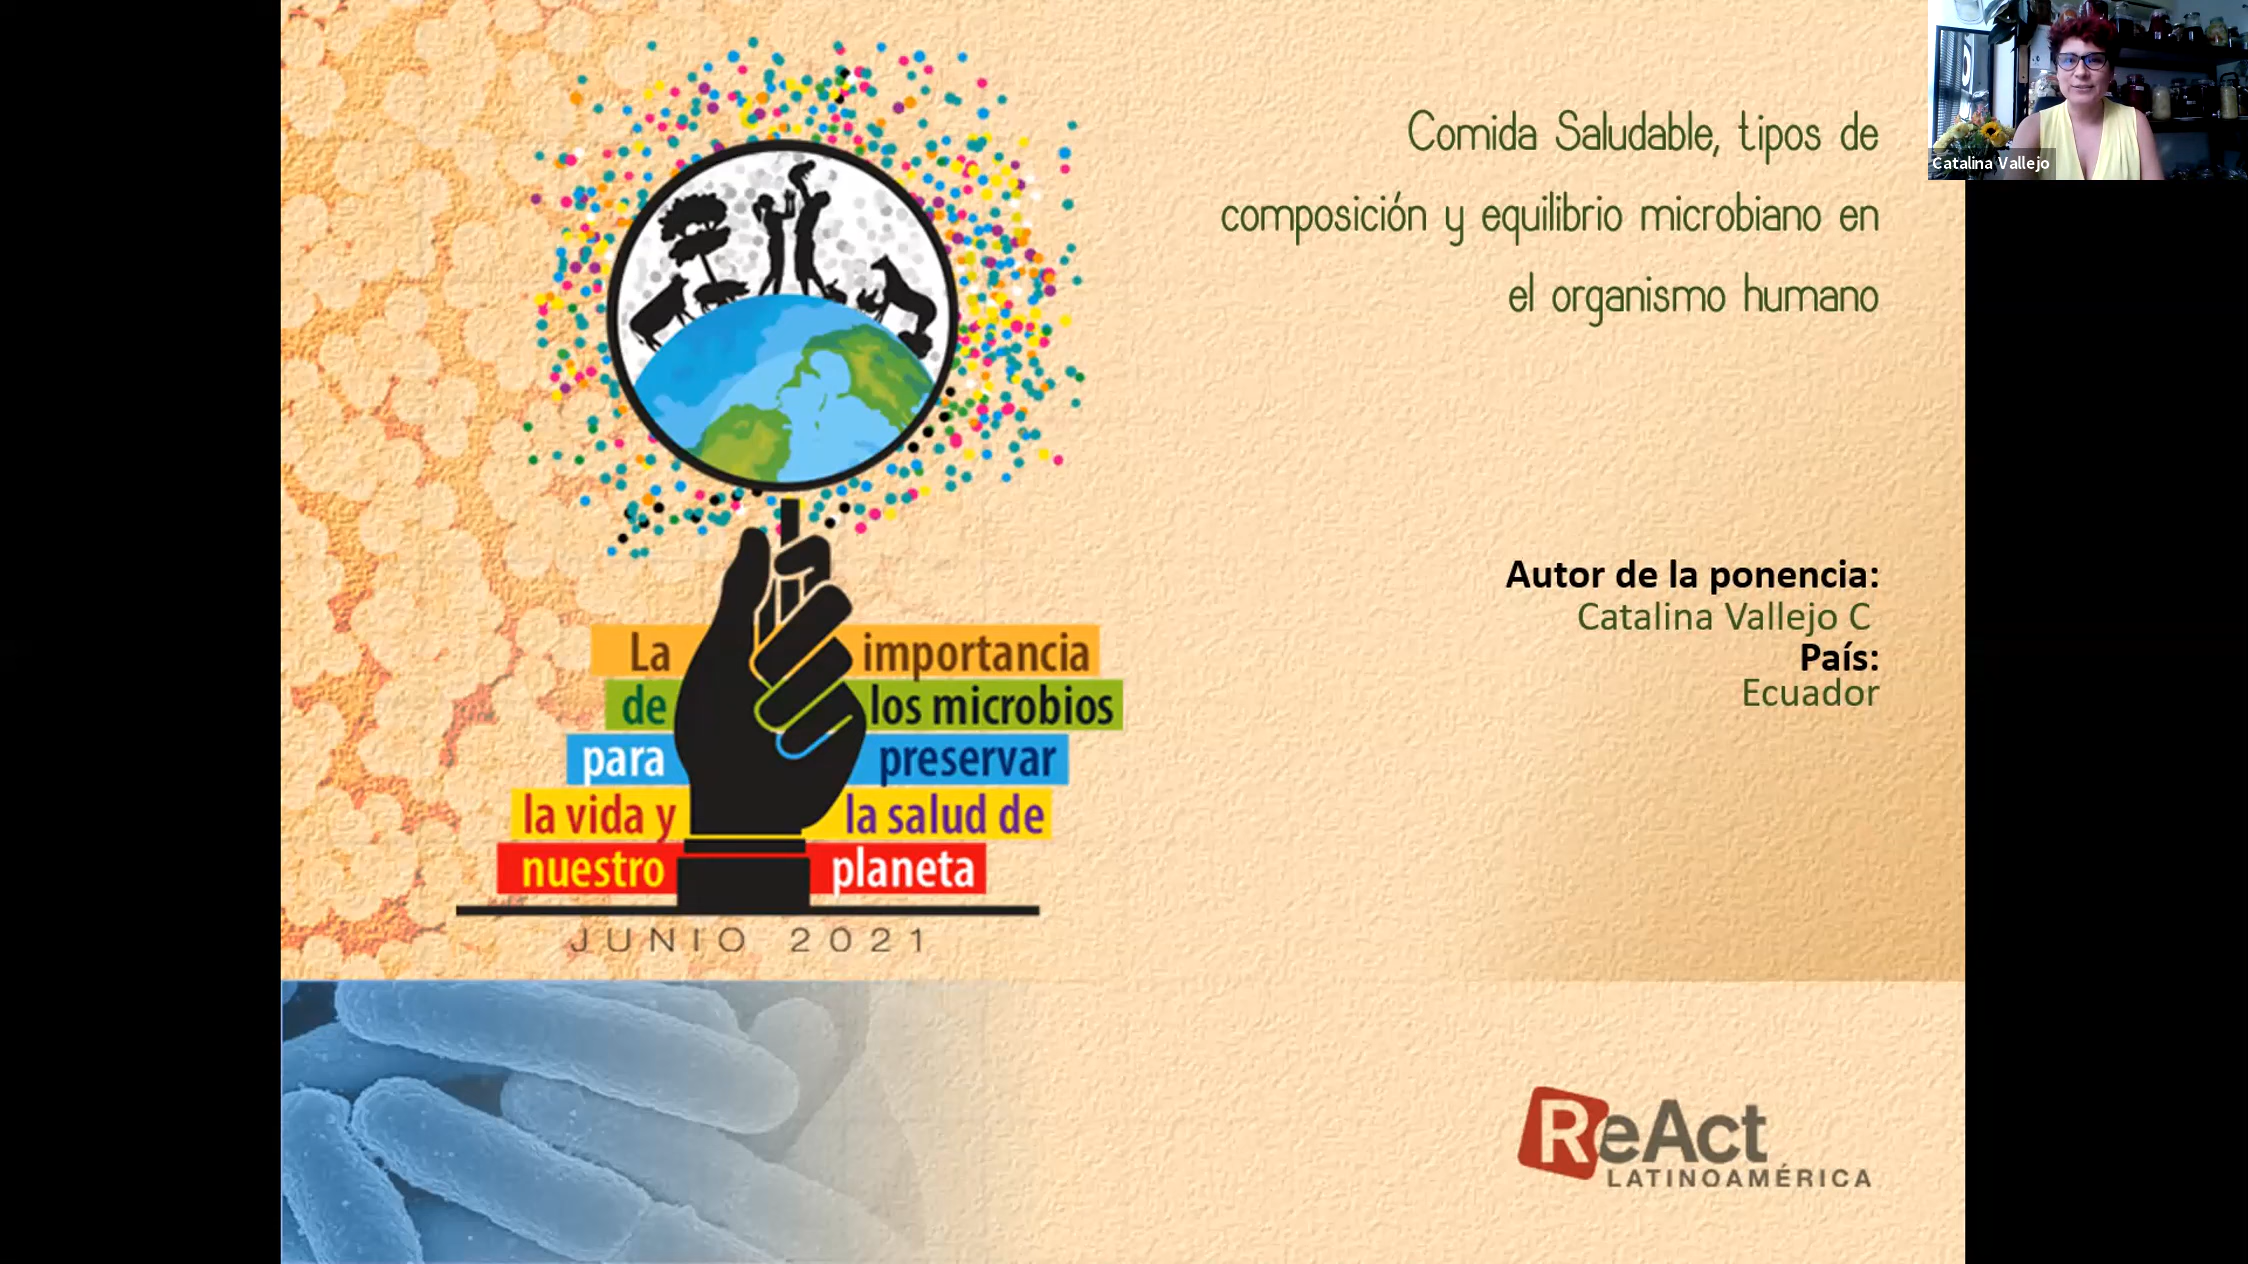 Comida Saludable, tipos de
composición y equilibrio microbiano en
el organismo humano
Catalina Vallejo
Autor de la ponencia:
Catalina Vallejo C
País:
Ecuador
La importancia
de los microbios
para preservar
la vida y la salud de
nuestro planeta
JUNIO 2021
ReAct
LATINOAMÉRICA